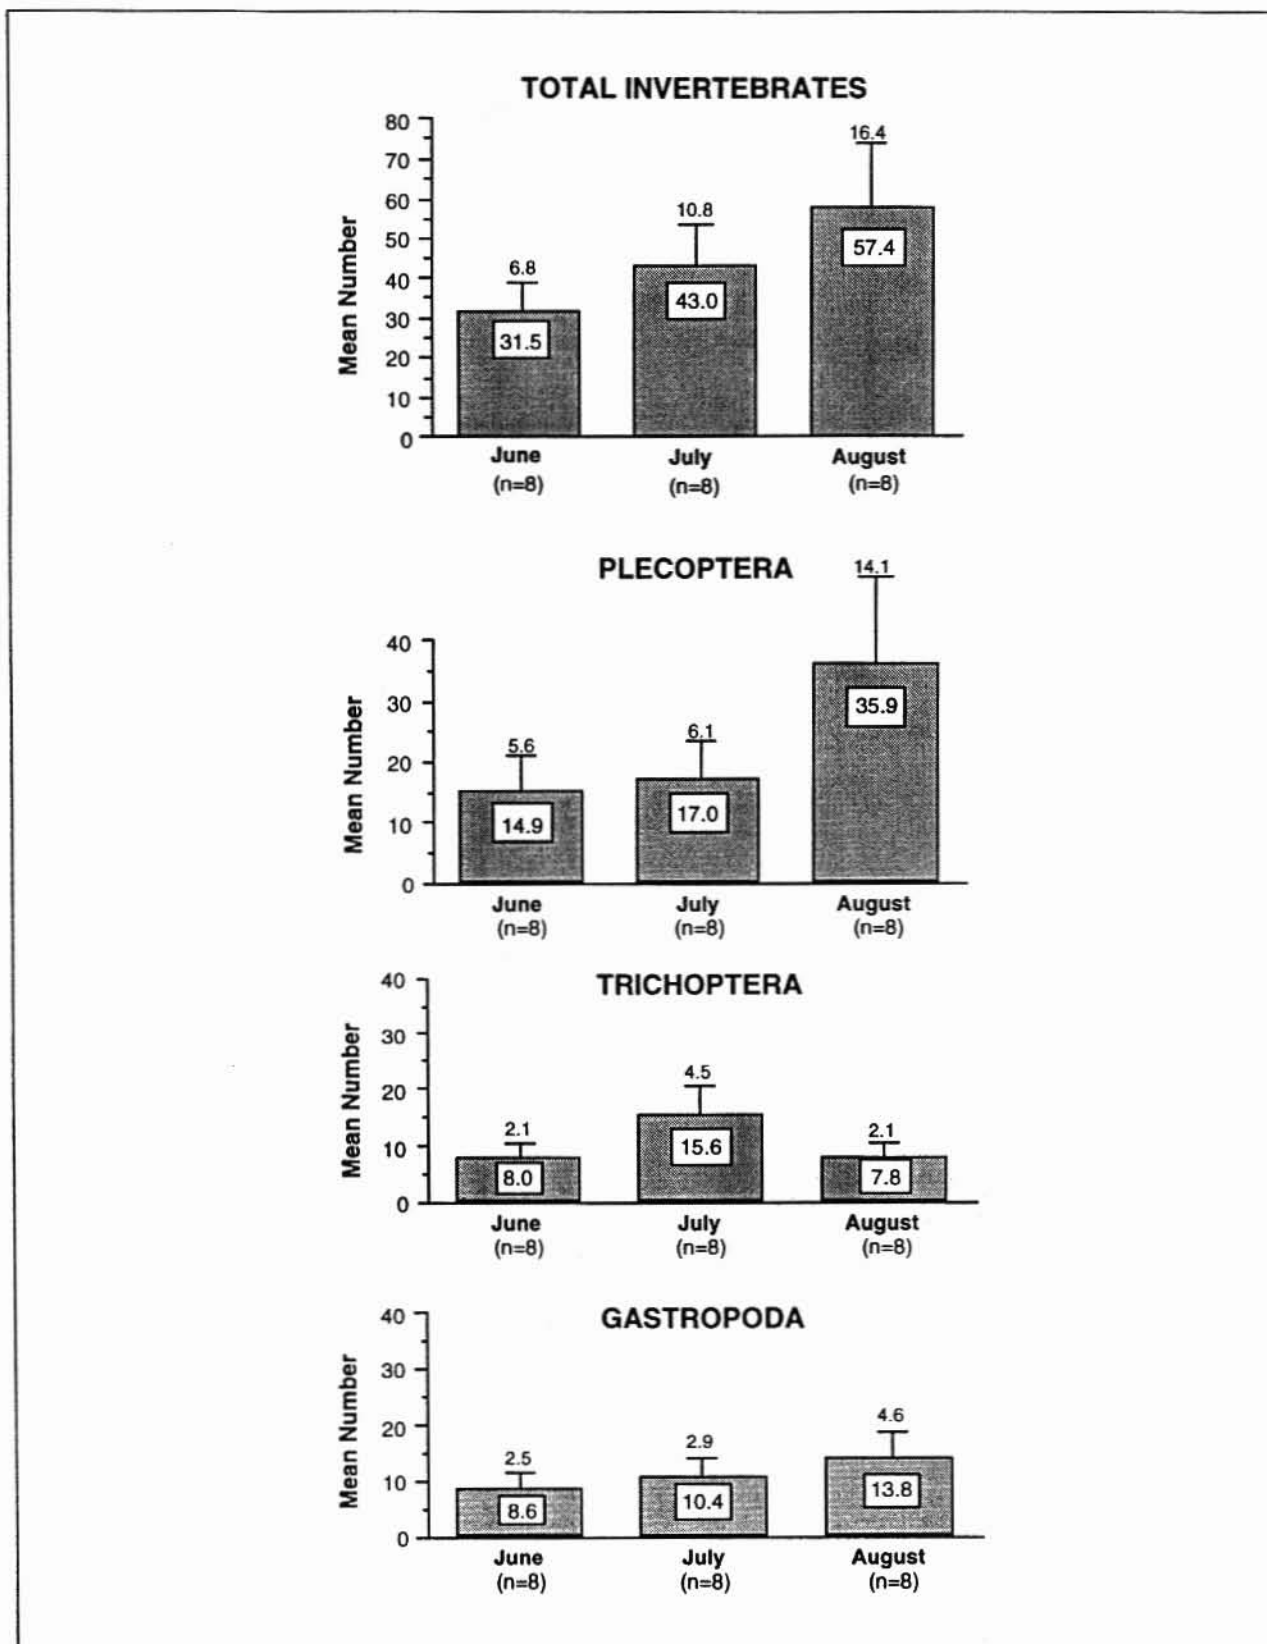 TOTAL INVERTEBRATES
Mean Number
80
70
60
50
40
30
20
10
0
6.8
10.8
16.4
31.5
43.0
57.4
June
July
August
(n=8)
(n=8)
(n=8)
PLECOPTERA
Mean Number
40
30
20
10
0
5.6
6.1
14.1
14.9
17.0
35.9
June
July
August
(n=8)
(n=8)
(n=8)
TRICHOPTERA
Mean Number
40
30
20
10
0
2.1
4.5
2.1
8.0
15.6
7.8
June
July
August
(n=8)
(n=8)
(n=8)
GASTROPODA
Mean Number
40
30
20
10
0
2.5
2.9
4.6
8.6
10.4
13.8
June
July
August
(n=8)
(n=8)
(n=8)